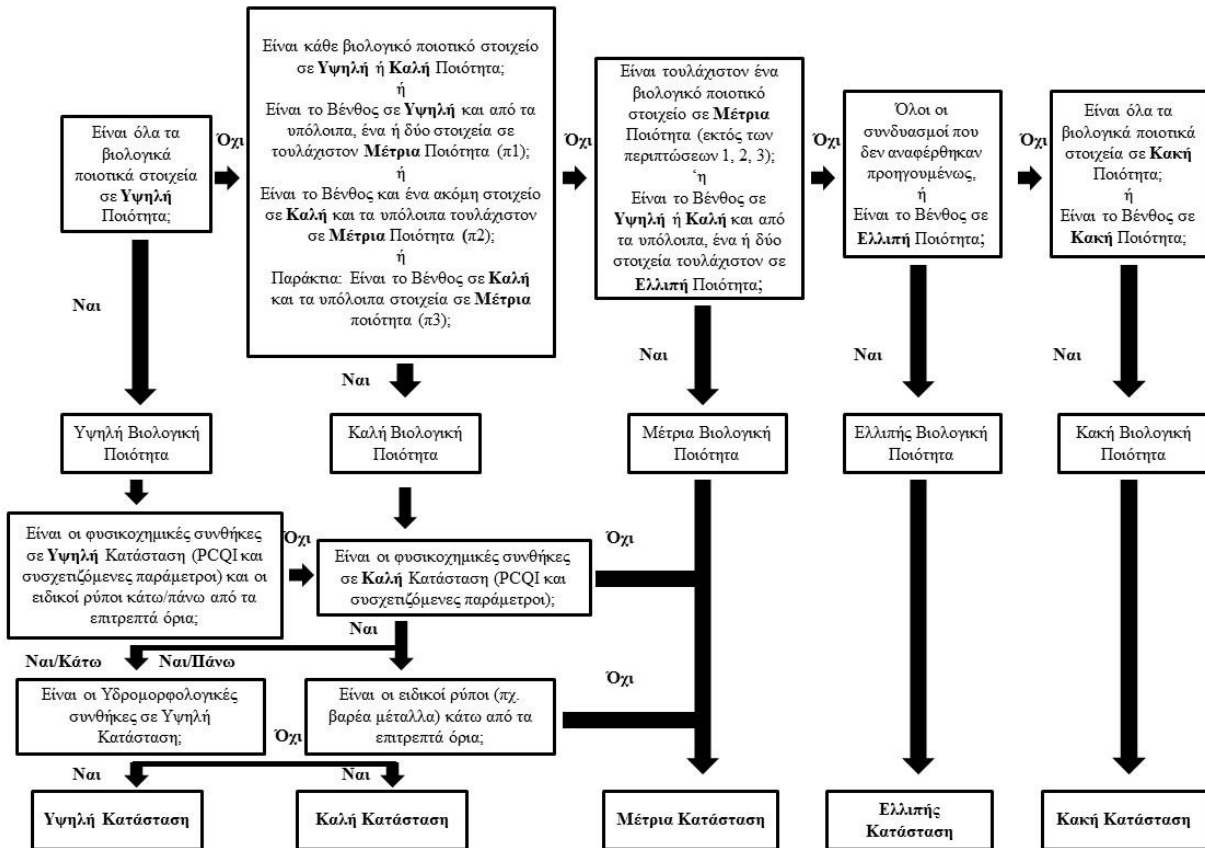 Είναι όλα τα
βιολογικά
ποιοτικά στοιχεία
σε Υψηλή
Ποιότητα;
Όχι
Είναι κάθε βιολογικό ποιοτικό στοιχείο
σε Υψηλή ή Καλή Ποιότητα;
ή
Είναι το Βένθος σε Υψηλή και από τα
υπόλοιπα, ένα ή δύο στοιχεία σε
τουλάχιστον Μέτρια Ποιότητα (π1);
ή
Είναι το Βένθος και ένα ακόμη στοιχείο
σε Καλή και τα υπόλοιπα τουλάχιστον
σε Μέτρια Ποιότητα (π2);
ή
Παράκτια: Είναι το Βένθος σε Καλή
και τα υπόλοιπα στοιχεία σε Μέτρια
ποιότητα (π3);
Όχι
Είναι τουλάχιστον ένα
βιολογικό ποιοτικό
στοιχείο σε Μέτρια
Ποιότητα (εκτός των
περιπτώσεων 1, 2, 3);
‘η
Είναι το Βένθος σε
Υψηλή ή Καλή και από
τα υπόλοιπα, ένα ή δύο
στοιχεία τουλάχιστον σε
Ελλιπή Ποιότητα;
Όχι
Όλοι οι
συνδυασμοί που
δεν αναφέρθηκαν
προηγουμένως,
ή
Είναι το Βένθος σε
Ελλιπή Ποιότητα;
Όχι
Είναι όλα τα
βιολογικά ποιοτικά
στοιχεία σε Κακή
Ποιότητα;
ή
Είναι το Βένθος σε
Κακή Ποιότητα;
Ναι
Ναι
Ναι
Ναι
Ναι
Υψηλή Βιολογική
Ποιότητα
Καλή Βιολογική
Ποιότητα
Μέτρια Βιολογική
Ποιότητα
Ελλιπής Βιολογική
Ποιότητα
Κακή Βιολογική
Ποιότητα
Είναι οι φυσικοχημικές συνθήκες
σε Υψηλή Κατάσταση (PCQI και
συσχετιζόμενες παράμετροι) και οι
ειδικοί ρύποι κάτω/πάνω από τα
επιτρεπτά όρια;
Όχι
Είναι οι φυσικοχημικές συνθήκες
σε Καλή Κατάσταση (PCQI και
συσχετιζόμενες παράμετροι);
Όχι
Ναι
Ναι/Κάτω
Ναι/Πάνω
Είναι οι Υδρομορφολογικές
συνθήκες σε Υψηλή
Κατάσταση;
Όχι
Είναι οι ειδικοί ρύποι (πχ.
βαρέα μέταλλα) κάτω από τα
επιτρεπτά όρια;
Όχι
Ναι
Ναι
Υψηλή Κατάσταση
Καλή Κατάσταση
Μέτρια Κατάσταση
Ελλιπής
Κατάσταση
Κακή Κατάσταση